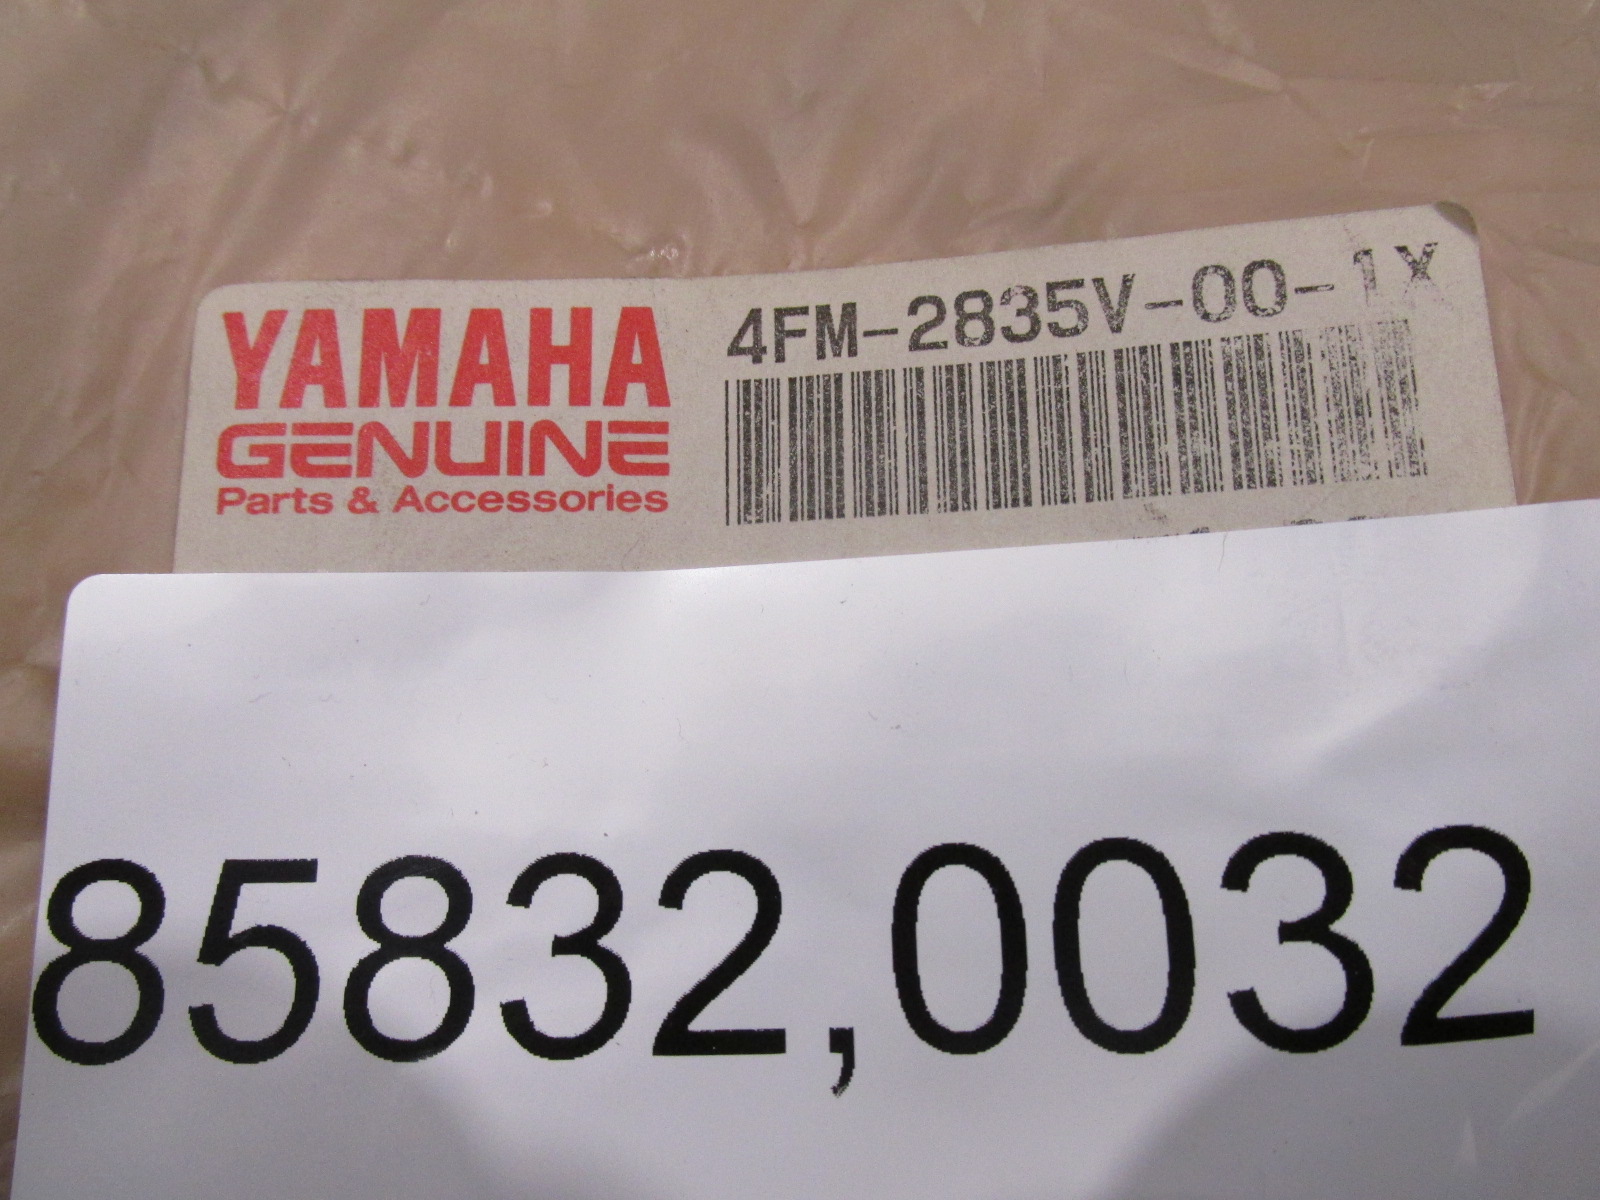 YAMAHA
GENUINE
Parts & Accessories
4FM-2835V-00-1X
85832,0032